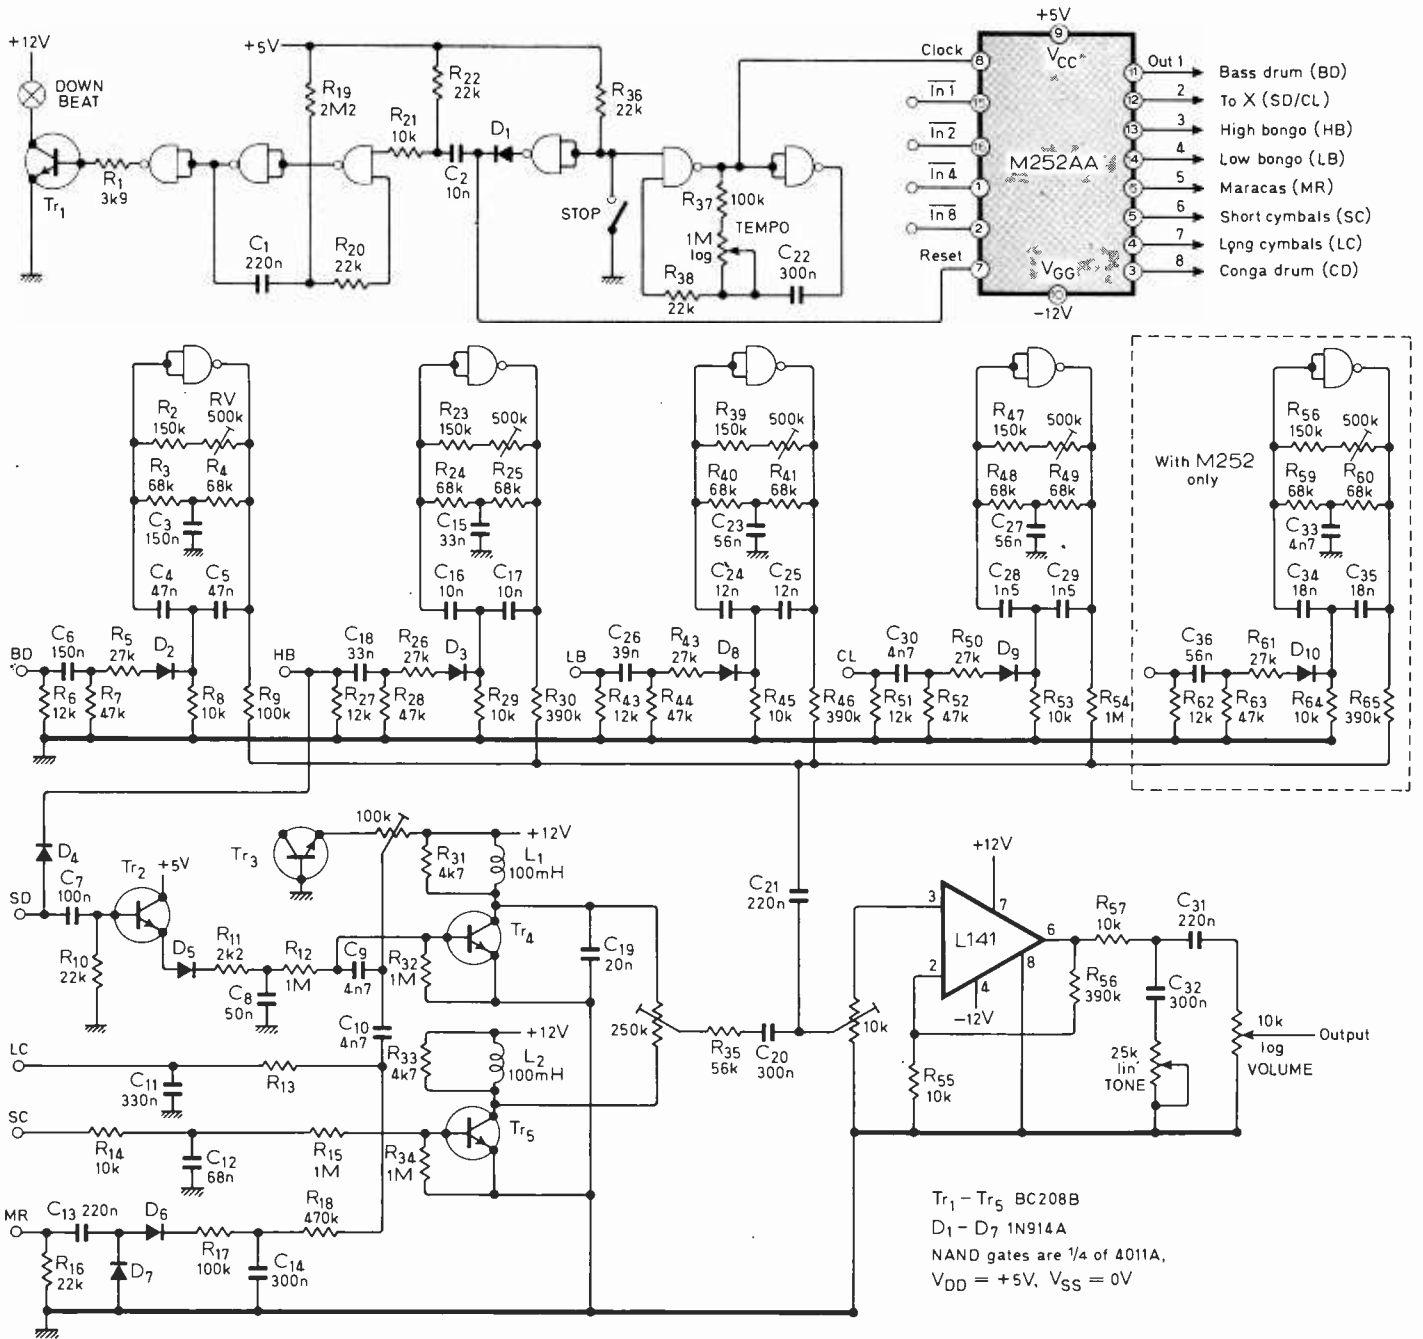 +12V
DOWN
BEAT
Tr1
R1
3k9
+5V
R19
2M2
R22
22k
R21
10k
C2
10n
D1
R36
22k
C1
220n
R20
22k
STOP
R37
100k
TEMPO
1M
log
R38
22k
C22
300n
+5V
9
VCC
Clock
8
In 1
15
In 2
16
In 4
1
In 8
2
Reset
7
M252AA
VGG
10
-12V
11 Out 1 Bass drum (BD)
12 2 To X (SD/CL)
13 3 High bongo (HB)
4 Low bongo (LB)
5 Maracas (MR)
5 6 Short cymbals (SC)
4 7 Long cymbals (LC)
3 8 Conga drum (CD)
R2
150k
RV
500k
R3
68k
R4
68k
C3
150n
C4
47n
C5
47n
BD
C6
150n
R5
27k
D2
R6
12k
R7
47k
R8
10k
R9
100k
R23
150k
500k
R24
68k
R25
68k
C15
33n
C16
10n
C17
10n
HB
C18
33n
R26
27k
D3
R27
12k
R28
47k
R29
10k
R30
390k
R39
150k
500k
R40
68k
R41
68k
C23
56n
C24
12n
C25
12n
LB
C26
39n
R43
27k
D8
R43
12k
R44
47k
R45
10k
R46
390k
R47
150k
500k
R48
68k
R49
68k
C27
56n
C28
1n5
C29
1n5
CL
C30
4n7
R50
27k
D9
R51
12k
R52
47k
R53
10k
R54
1M
With M252
only
R56
150k
500k
R59
68k
R60
68k
C33
4n7
C34
18n
C35
18n
C36
56n
R61
27k
D10
R62
12k
R63
47k
R64
10k
R65
390k
D4
SD
C7
100n
Tr2
+5V
R10
22k
D5
R11
2k2
R12
1M
C8
50n
C9
4n7
Tr3
100k
R31
4k7
L1
100mH
+12V
Tr4
R32
1M
C19
20n
C10
4n7
LC
C11
330n
R13
R33
4k7
+12V
L2
100mH
SC
R14
10k
C12
68n
R15
1M
R34
1M
Tr5
MR
C13 220n
D6
R16
22k
D7
R17
100k
C14
300n
R18
470k
250k
R35
56k
C20
300n
C21
220n
10k
+12V
3
7
L141
6
2
4
8
-12V
R55
10k
R56
390k
R57
10k
C31
220n
C32
300n
25k
lin
TONE
10k
log
VOLUME
Output
Tr1-Tr5 BC208B
D1-D7 1N914A
NAND gates are 1/4 of 4011A,
VDD = +5V, VSS = 0V